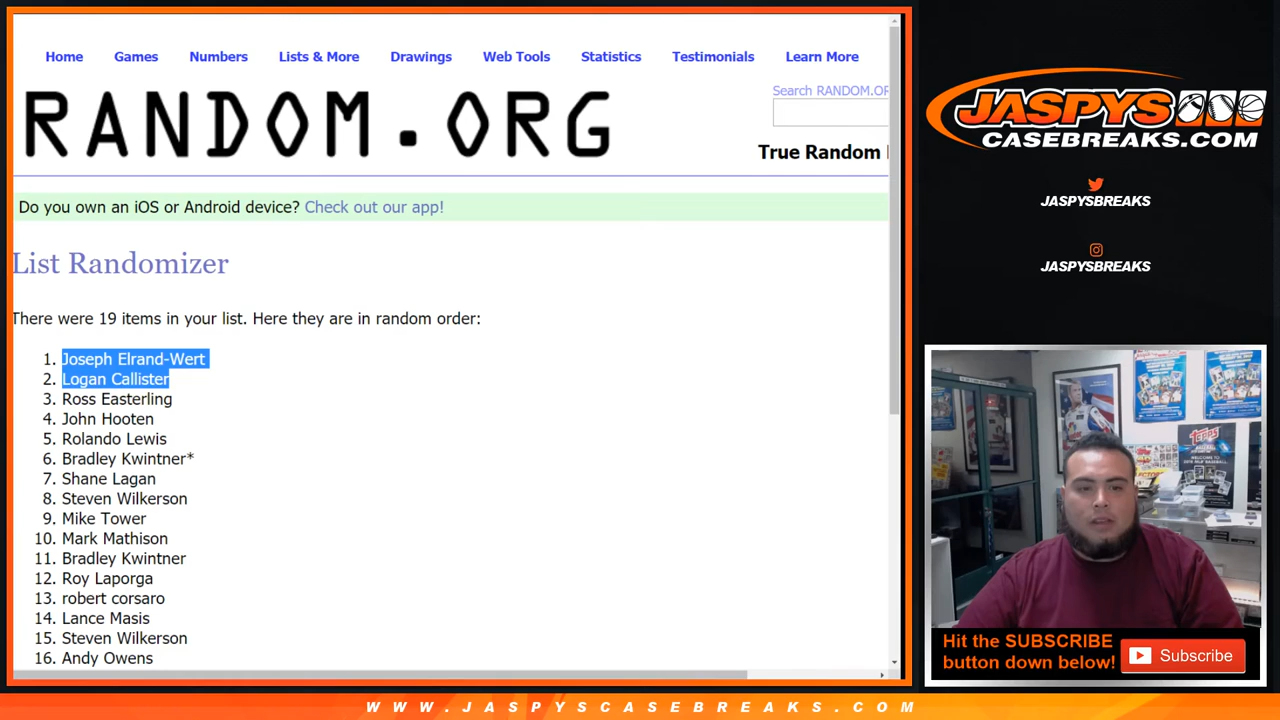 Home Games Numbers Lists & More Drawings Web Tools Statistics Testimonials Learn More
RANDOM.ORG
Search RANDOM.OR
True Random
Do you own an iOS or Android device? Check out our app!
List Randomizer
There were 19 items in your list. Here they are in random order:
1. Joseph Elrand-Wert
2. Logan Callister
3. Ross Easterling
4. John Hooten
5. Rolando Lewis
6. Bradley Kwintner*
7. Shane Lagan
8. Steven Wilkerson
9. Mike Tower
10. Mark Mathison
11. Bradley Kwintner
12. Roy Laporga
13. robert corsaro
14. Lance Masis
15. Steven Wilkerson
16. Andy Owens
JASPYS
CASEBREAKS.COM
JASPYSBREAKS
JASPYSBREAKS
TOPPS
Hit the SUBSCRIBE
button down below!
Subscribe
WWW.JASPYSCASEBREAKS.COM